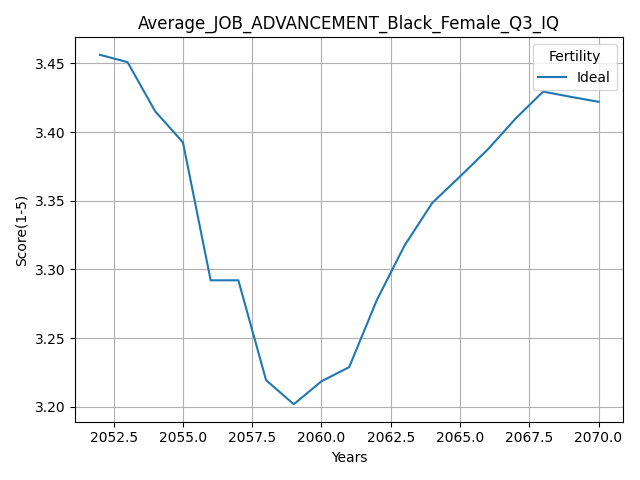 Average_JOB_ADVANCEMENT_Black_Female_Q3_IQ
Fertility
Ideal
Score(1-5)
3.45
3.40
3.35
3.30
3.25
3.20
2052.5 2055.0 2057.5 2060.0 2062.5 2065.0 2067.5 2070.0
Years